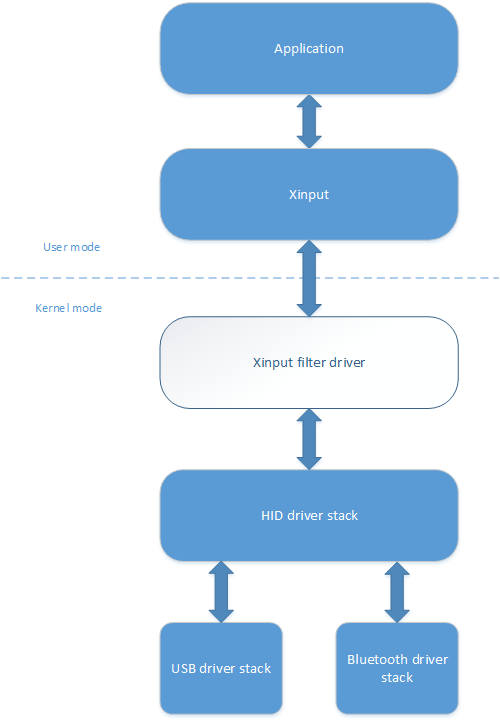 Application
Xinput
User mode
Kernel mode
Xinput filter driver
HID driver stack
USB driver stack
Bluetooth driver
stack